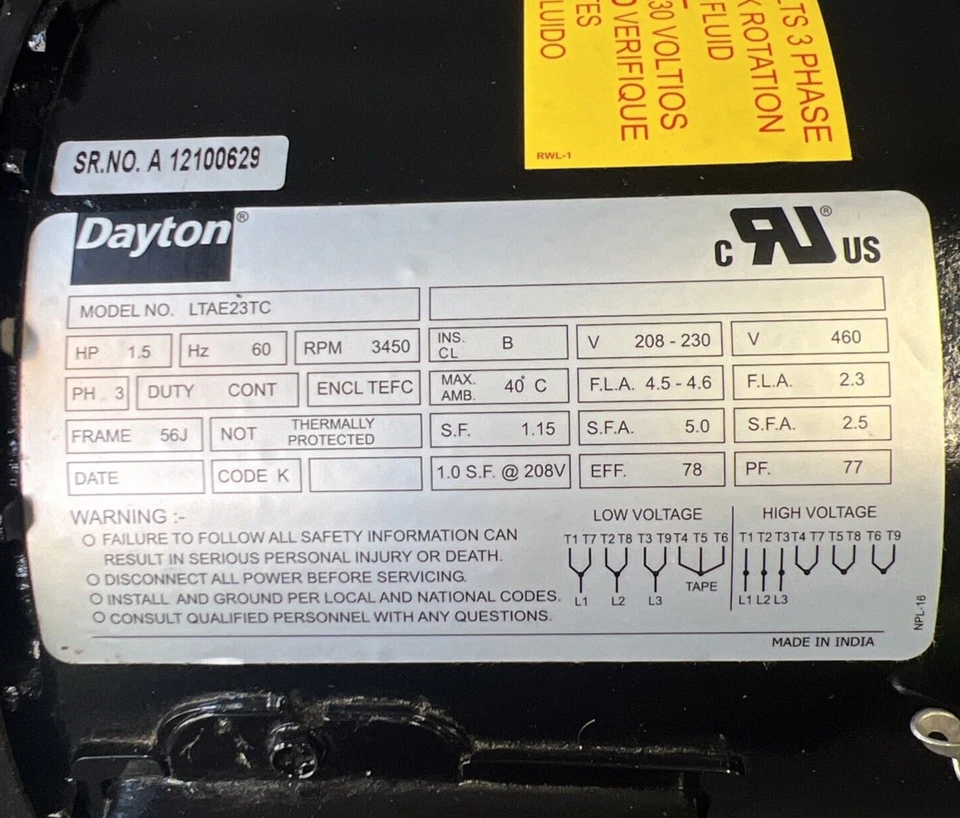 LTS 3 PHASE
ROTATION
FLUID
30 VOLTIOS
VERIFIQUE
TES
LUIDO
RWL-1
SR.NO. A 12100629
Dayton®
C RU® US
MODEL NO. LTAE23TC
HP 1.5 Hz 60 RPM 3450 INS. CL B V 208 - 230 V 460
PH 3 DUTY CONT ENCL TEFC MAX. AMB. 40° C F.L.A. 4.5 - 4.6 F.L.A. 2.3
FRAME 56J NOT THERMALLY PROTECTED S.F. 1.15 S.F.A. 5.0 S.F.A. 2.5
DATE CODE K 1.0 S.F. @ 208V EFF. 78 PF. 77
WARNING :-
O FAILURE TO FOLLOW ALL SAFETY INFORMATION CAN
RESULT IN SERIOUS PERSONAL INJURY OR DEATH.
O DISCONNECT ALL POWER BEFORE SERVICING.
O INSTALL AND GROUND PER LOCAL AND NATIONAL CODES.
O CONSULT QUALIFIED PERSONNEL WITH ANY QUESTIONS.
LOW VOLTAGE
T1 T7 T2 T8 T3 T9 T4 T5 T6
TAPE
L1 L2 L3
HIGH VOLTAGE
T1 T2 T3 T4 T7 T5 T8 T6 T9
L1 L2 L3
NPL-16
MADE IN INDIA